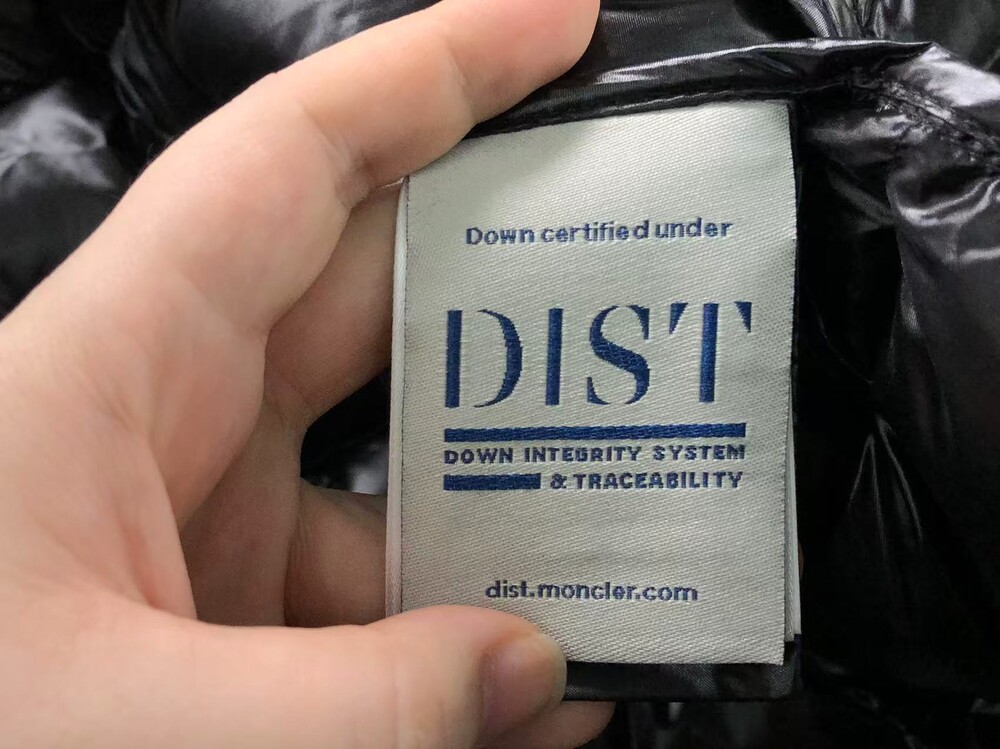 Down certified under
DIST
DOWN INTEGRITY SYSTEM
& TRACEABILITY
dist.moncler.com